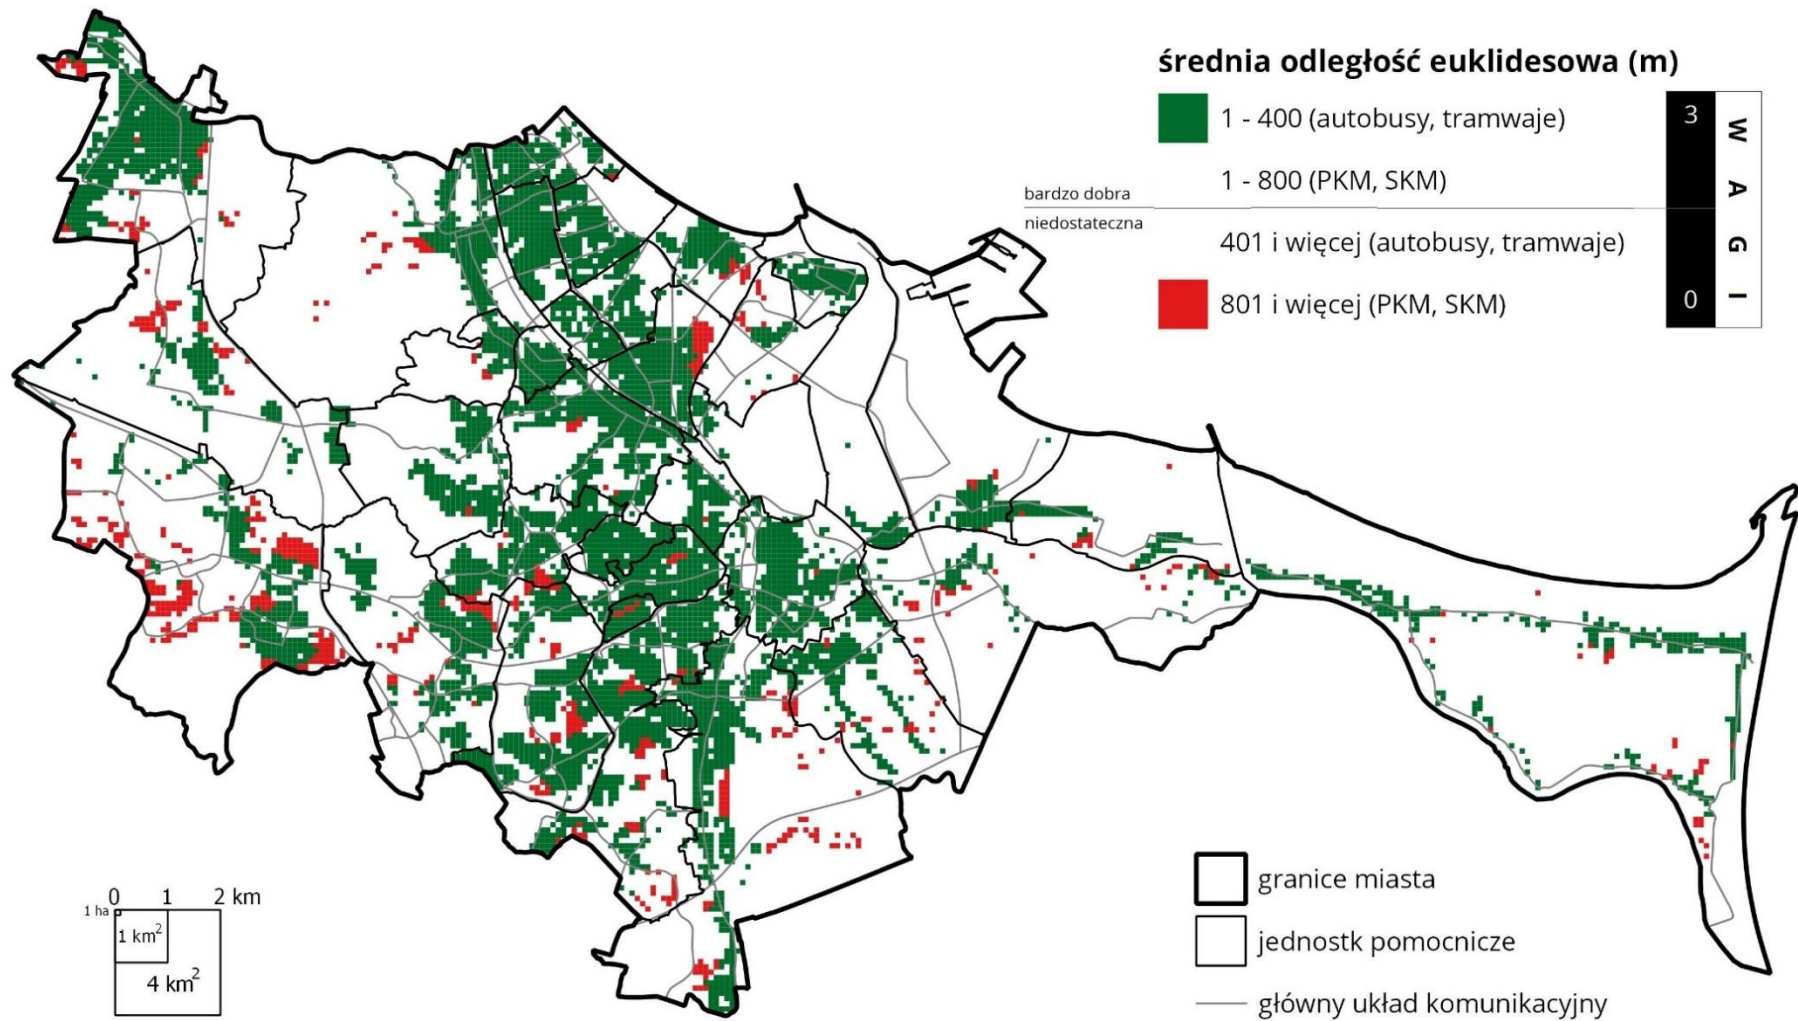 średnia odległość euklidesowa (m)
1 - 400 (autobusy, tramwaje)
1 - 800 (PKM, SKM)
bardzo dobra
niedostateczna
401 i więcej (autobusy, tramwaje)
801 i więcej (PKM, SKM)
3
0
WAGI
0 1 2 km
1 ha
1 km²
4 km²
granice miasta
jednostk pomocnicze
główny układ komunikacyjny